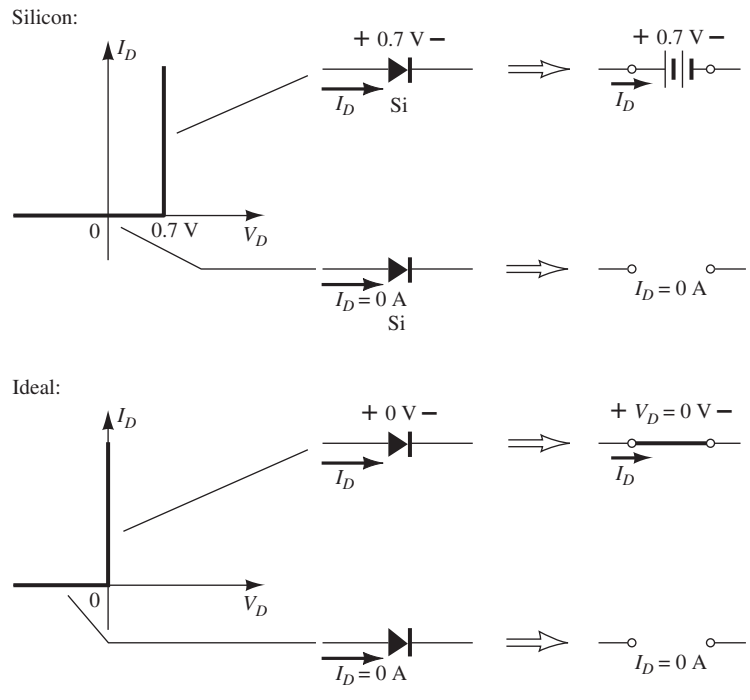 Silicon:
I_D
+ 0.7 V −
+ 0.7 V −
I_D
Si
I_D
0
0.7 V
V_D
I_D = 0 A
Si
I_D = 0 A
Ideal:
I_D
+ 0 V −
+ V_D = 0 V −
I_D
I_D
0
V_D
I_D = 0 A
I_D = 0 A